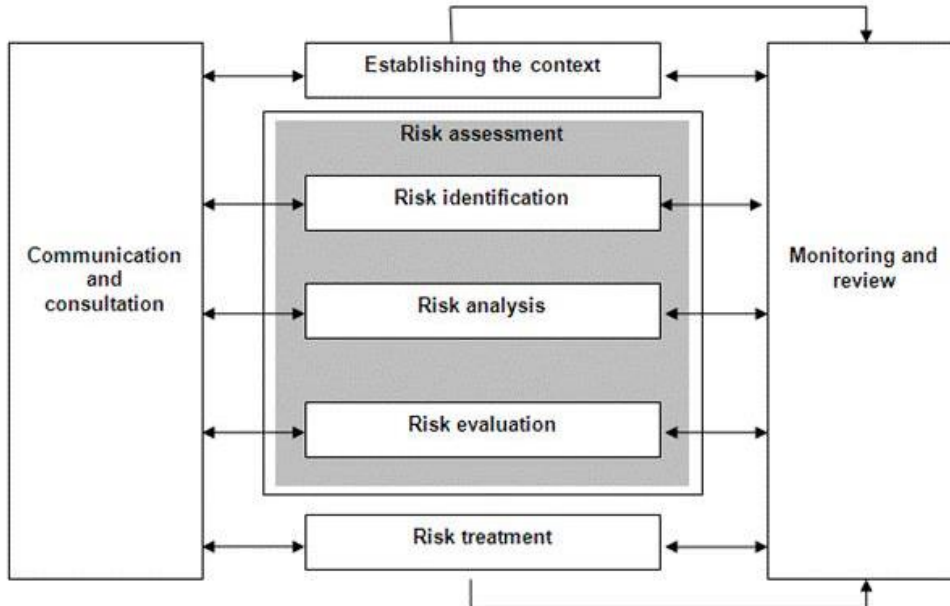 Establishing the context
Risk assessment
Risk identification
Communication
and
consultation
Monitoring and
review
Risk analysis
Risk evaluation
Risk treatment